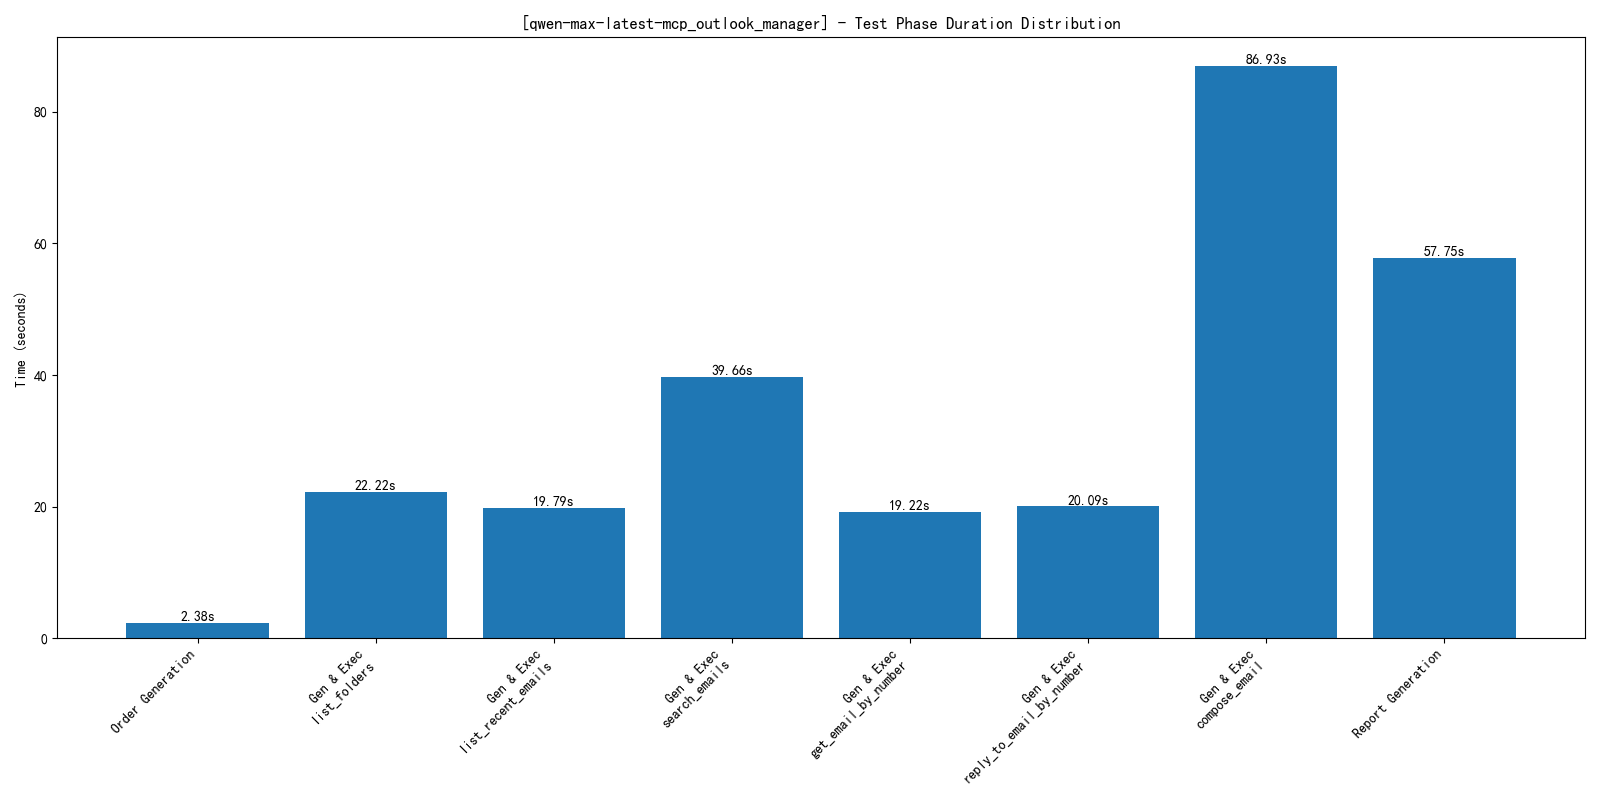 [qwen-max-latest-mcp_outlook_manager] - Test Phase Duration Distribution
Time (seconds)
80
60
40
20
0
2.38s
22.22s
19.79s
39.66s
19.22s
20.09s
86.93s
57.75s
Order Generation
Gen & Exec
list_folders
Gen & Exec
list_recent_emails
Gen & Exec
search_emails
Gen & Exec
get_email_by_number
Gen & Exec
reply_to_email_by_number
Gen & Exec
compose_email
Report Generation